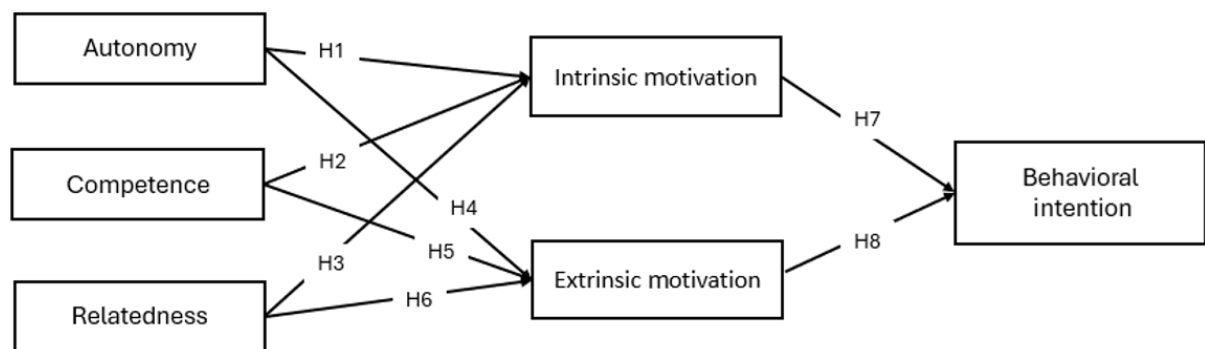 Autonomy
H1
Intrinsic motivation
H7
H2
Competence
Behavioral
intention
H4
H5
H8
H3
Extrinsic motivation
H6
Relatedness